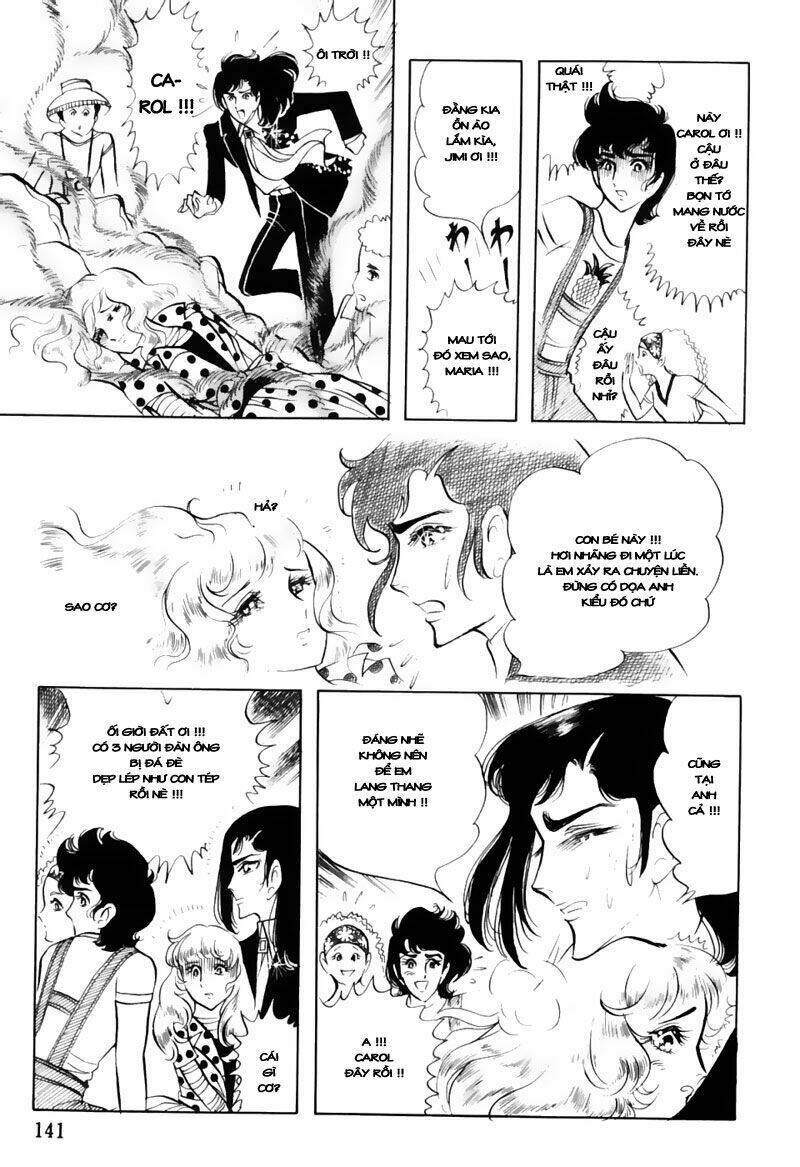 QUÁI
THẬT !!!
NÀY
CAROL ƠI !!
CẬU
Ở ĐÂU
THẾ?
BỌN TỚ
MANG NƯỚC
VỀ RỒI
ĐÂY NÈ
CẬU
ẤY
ĐÂU RỒI
NHỈ?
ĐẰNG KIA
ỒN ÀO
LẮM KÌA,
JIMI ƠI !!!
わー
わー
MAU TỚI
ĐÓ XEM SAO,
MARIA !!!
ÔI TRỜI !!
CA-
ROL !!!
CON BÉ NÀY !!!
HƠI NHÃNG ĐI MỘT LÚC
LÀ EM XẢY RA CHUYỆN LIỀN.
ĐỪNG CÓ DỌA ANH
KIỂU ĐÓ CHỨ
HẢ?
SAO CƠ?
CŨNG
TẠI
ANH
CẢ !!!
ĐÁNG NHẼ
KHÔNG NÊN
ĐỂ EM
LANG THANG
MỘT MÌNH !!
A !!!
CAROL
ĐÂY RỒI !!
ỐI GIỜI ĐẤT ƠI !!!
CÓ 3 NGƯỜI ĐÀN ÔNG
BỊ ĐÁ ĐÈ
DẸP LÉP NHƯ CON TÉP
RỒI NÈ !!!
CÁI
GÌ
CƠ?
141